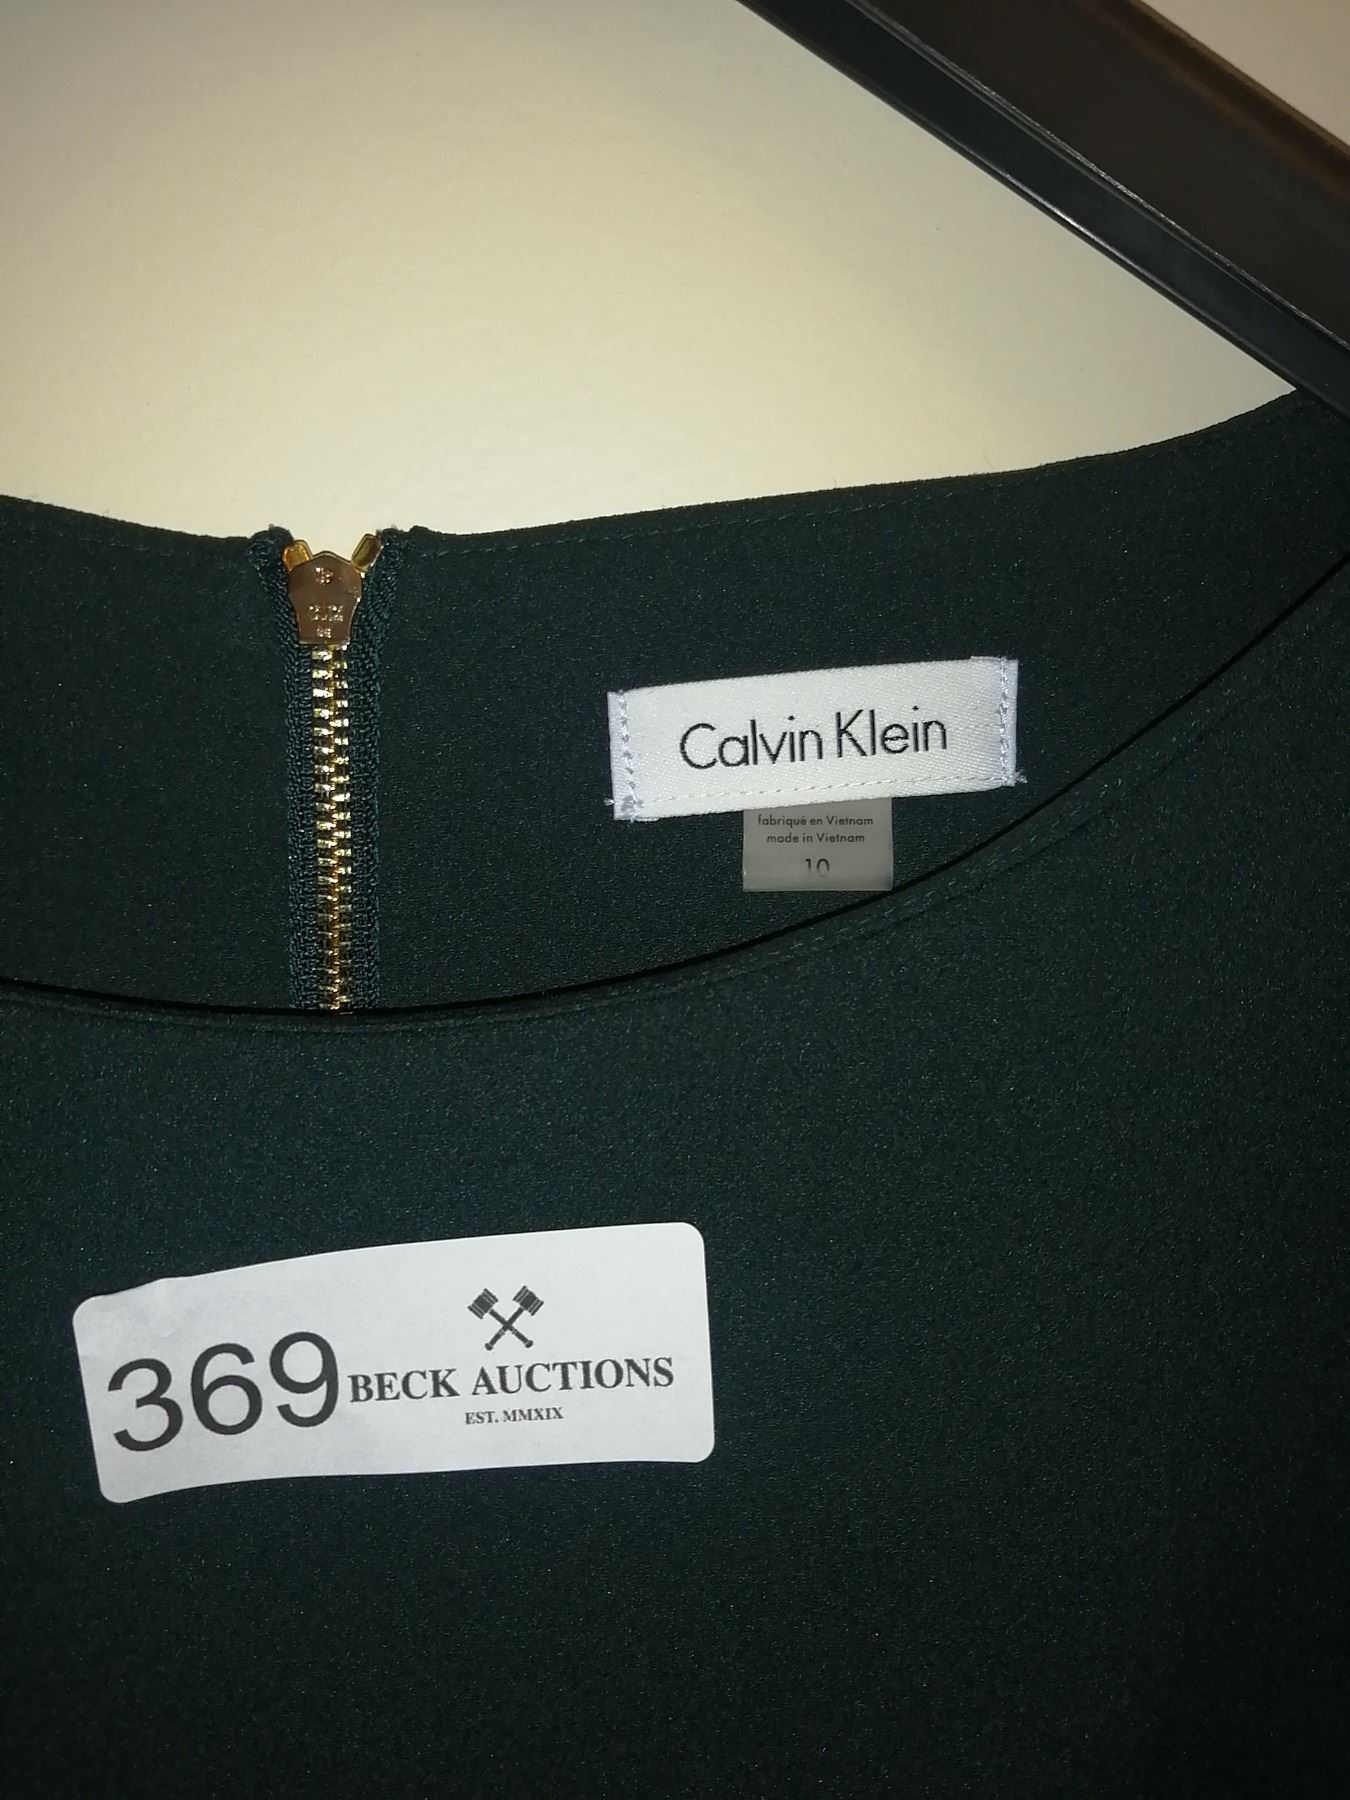 Calvin Klein
fabriqué en Vietnam
made in Vietnam
10
369
BECK AUCTIONS
EST. MMXIX